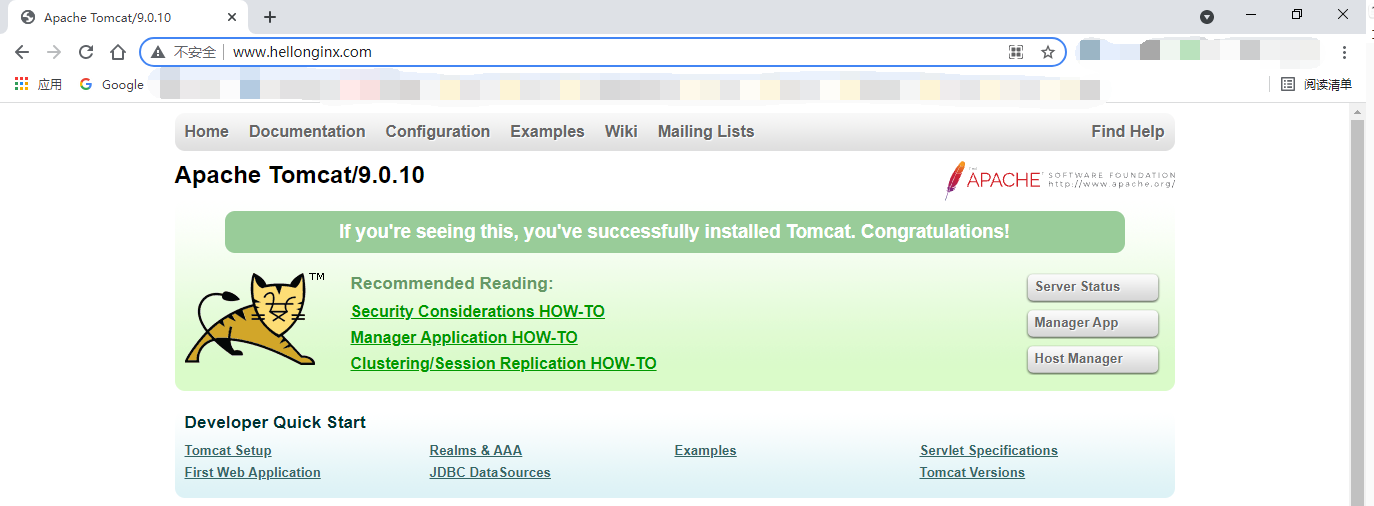 Apache Tomcat/9.0.10
不安全 www.hellonginx.com
应用 Google 阅读清单
Home Documentation Configuration Examples Wiki Mailing Lists Find Help
Apache Tomcat/9.0.10
APACHE SOFTWARE FOUNDATION
http://www.apache.org/
If you're seeing this, you've successfully installed Tomcat. Congratulations!
TM
Recommended Reading:
Security Considerations HOW-TO
Manager Application HOW-TO
Clustering/Session Replication HOW-TO
Server Status
Manager App
Host Manager
Developer Quick Start
Tomcat Setup Realms & AAA Examples Servlet Specifications
First Web Application JDBC DataSources Tomcat Versions